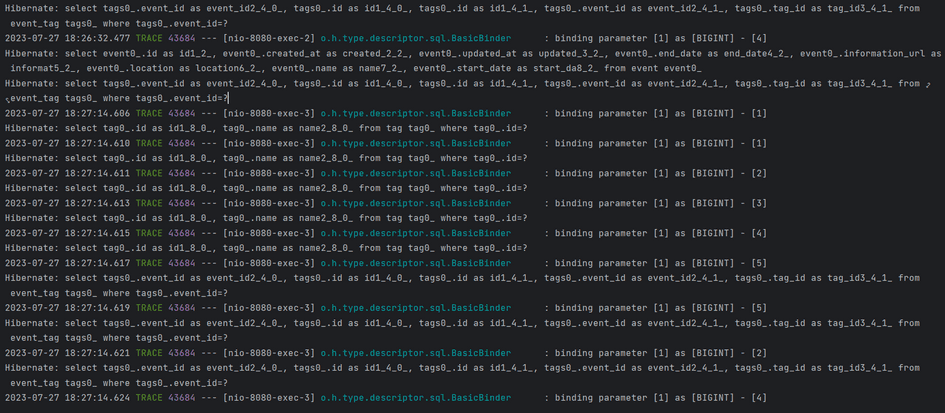 Hibernate: select tags0_.event_id as event_id2_4_0_, tags0_.id as id1_4_0_, tags0_.id as id1_4_1_, tags0_.event_id as event_id2_4_1_, tags0_.tag_id as tag_id3_4_1_ from
event_tag tags0_ where tags0_.event_id=?
2023-07-27 18:26:32.477 TRACE 43684 --- [nio-8080-exec-2] o.h.type.descriptor.sql.BasicBinder : binding parameter [1] as [BIGINT] - [4]
Hibernate: select event0_.id as id1_2_, event0_.created_at as created_2_2_, event0_.updated_at as updated_3_2_, event0_.end_date as end_date4_2_, event0_.information_url as
informat5_2_, event0_.location as location6_2_, event0_.name as name7_2_, event0_.start_date as start_da8_2_ from event event0_
Hibernate: select tags0_.event_id as event_id2_4_0_, tags0_.id as id1_4_0_, tags0_.id as id1_4_1_, tags0_.event_id as event_id2_4_1_, tags0_.tag_id as tag_id3_4_1_ from
event_tag tags0_ where tags0_.event_id=?
2023-07-27 18:27:14.606 TRACE 43684 --- [nio-8080-exec-3] o.h.type.descriptor.sql.BasicBinder : binding parameter [1] as [BIGINT] - [1]
Hibernate: select tag0_.id as id1_8_0_, tag0_.name as name2_8_0_ from tag tag0_ where tag0_.id=?
2023-07-27 18:27:14.610 TRACE 43684 --- [nio-8080-exec-3] o.h.type.descriptor.sql.BasicBinder : binding parameter [1] as [BIGINT] - [1]
Hibernate: select tag0_.id as id1_8_0_, tag0_.name as name2_8_0_ from tag tag0_ where tag0_.id=?
2023-07-27 18:27:14.611 TRACE 43684 --- [nio-8080-exec-3] o.h.type.descriptor.sql.BasicBinder : binding parameter [1] as [BIGINT] - [2]
Hibernate: select tag0_.id as id1_8_0_, tag0_.name as name2_8_0_ from tag tag0_ where tag0_.id=?
2023-07-27 18:27:14.613 TRACE 43684 --- [nio-8080-exec-3] o.h.type.descriptor.sql.BasicBinder : binding parameter [1] as [BIGINT] - [3]
Hibernate: select tag0_.id as id1_8_0_, tag0_.name as name2_8_0_ from tag tag0_ where tag0_.id=?
2023-07-27 18:27:14.615 TRACE 43684 --- [nio-8080-exec-3] o.h.type.descriptor.sql.BasicBinder : binding parameter [1] as [BIGINT] - [4]
Hibernate: select tag0_.id as id1_8_0_, tag0_.name as name2_8_0_ from tag tag0_ where tag0_.id=?
2023-07-27 18:27:14.617 TRACE 43684 --- [nio-8080-exec-3] o.h.type.descriptor.sql.BasicBinder : binding parameter [1] as [BIGINT] - [5]
Hibernate: select tags0_.event_id as event_id2_4_0_, tags0_.id as id1_4_0_, tags0_.id as id1_4_1_, tags0_.event_id as event_id2_4_1_, tags0_.tag_id as tag_id3_4_1_ from
event_tag tags0_ where tags0_.event_id=?
2023-07-27 18:27:14.619 TRACE 43684 --- [nio-8080-exec-3] o.h.type.descriptor.sql.BasicBinder : binding parameter [1] as [BIGINT] - [5]
Hibernate: select tags0_.event_id as event_id2_4_0_, tags0_.id as id1_4_0_, tags0_.id as id1_4_1_, tags0_.event_id as event_id2_4_1_, tags0_.tag_id as tag_id3_4_1_ from
event_tag tags0_ where tags0_.event_id=?
2023-07-27 18:27:14.621 TRACE 43684 --- [nio-8080-exec-3] o.h.type.descriptor.sql.BasicBinder : binding parameter [1] as [BIGINT] - [2]
Hibernate: select tags0_.event_id as event_id2_4_0_, tags0_.id as id1_4_0_, tags0_.id as id1_4_1_, tags0_.event_id as event_id2_4_1_, tags0_.tag_id as tag_id3_4_1_ from
event_tag tags0_ where tags0_.event_id=?
2023-07-27 18:27:14.624 TRACE 43684 --- [nio-8080-exec-3] o.h.type.descriptor.sql.BasicBinder : binding parameter [1] as [BIGINT] - [4]